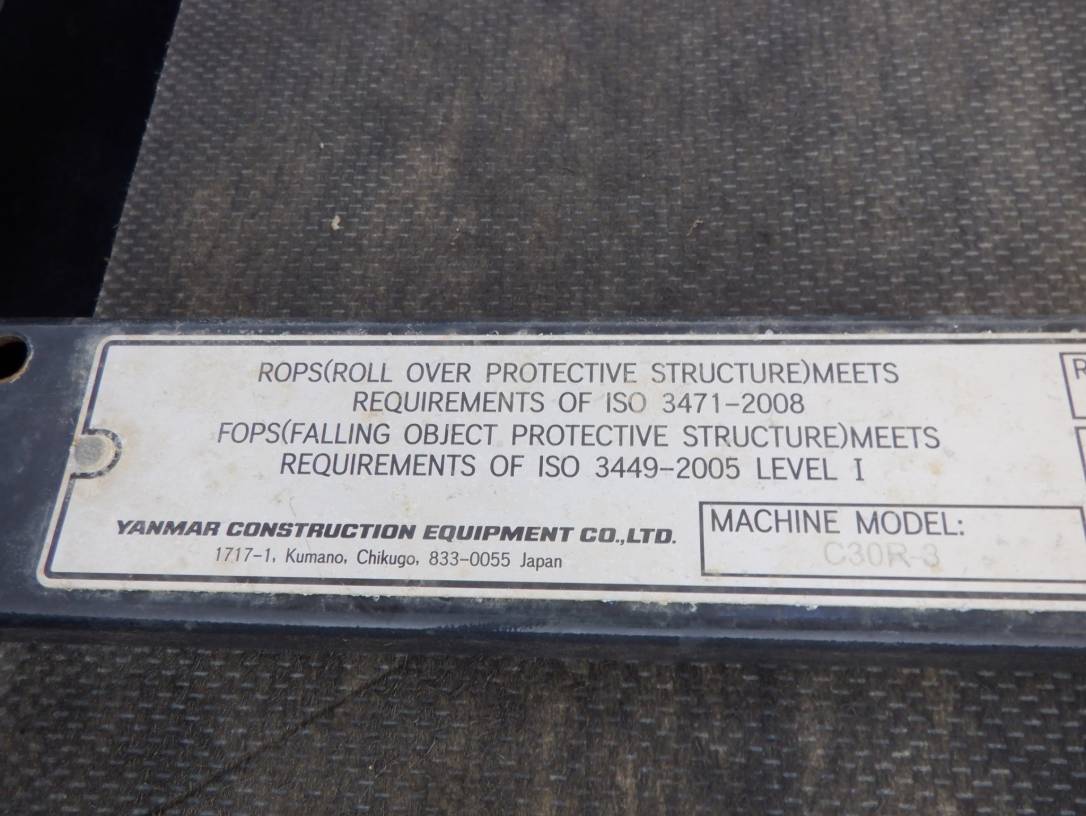 ROPS(ROLL OVER PROTECTIVE STRUCTURE)MEETS
REQUIREMENTS OF ISO 3471-2008
FOPS(FALLING OBJECT PROTECTIVE STRUCTURE)MEETS
REQUIREMENTS OF ISO 3449-2005 LEVEL I
YANMAR CONSTRUCTION EQUIPMENT CO.,LTD.
1717-1, Kumano, Chikugo, 833-0055 Japan
MACHINE MODEL:
C30R-3